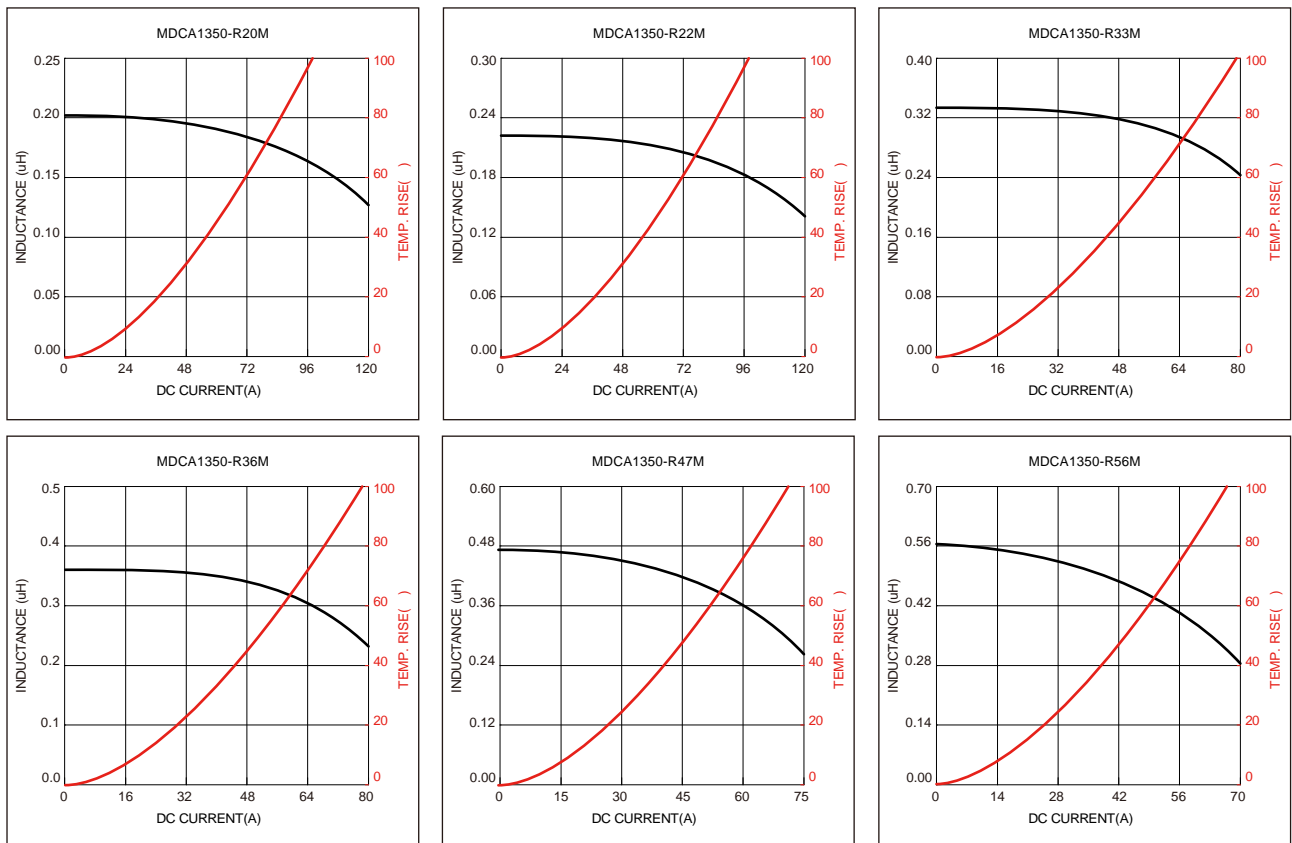 MDCA1350-R20M
INDUCTANCE (uH)
0.25
0.20
0.15
0.10
0.05
0.00
100
80
60
40
20
0
TEMP. RISE( )
0 24 48 72 96 120
DC CURRENT(A)
MDCA1350-R22M
INDUCTANCE (uH)
0.30
0.24
0.18
0.12
0.06
0.00
100
80
60
40
20
0
TEMP. RISE( )
0 24 48 72 96 120
DC CURRENT(A)
MDCA1350-R33M
INDUCTANCE (uH)
0.40
0.32
0.24
0.16
0.08
0.00
100
80
60
40
20
0
TEMP. RISE( )
0 16 32 48 64 80
DC CURRENT(A)
MDCA1350-R36M
INDUCTANCE (uH)
0.5
0.4
0.3
0.2
0.1
0.0
100
80
60
40
20
0
TEMP. RISE( )
0 16 32 48 64 80
DC CURRENT(A)
MDCA1350-R47M
INDUCTANCE (uH)
0.60
0.48
0.36
0.24
0.12
0.00
100
80
60
40
20
0
TEMP. RISE( )
0 15 30 45 60 75
DC CURRENT(A)
MDCA1350-R56M
INDUCTANCE (uH)
0.70
0.56
0.42
0.28
0.14
0.00
100
80
60
40
20
0
TEMP. RISE( )
0 14 28 42 56 70
DC CURRENT(A)